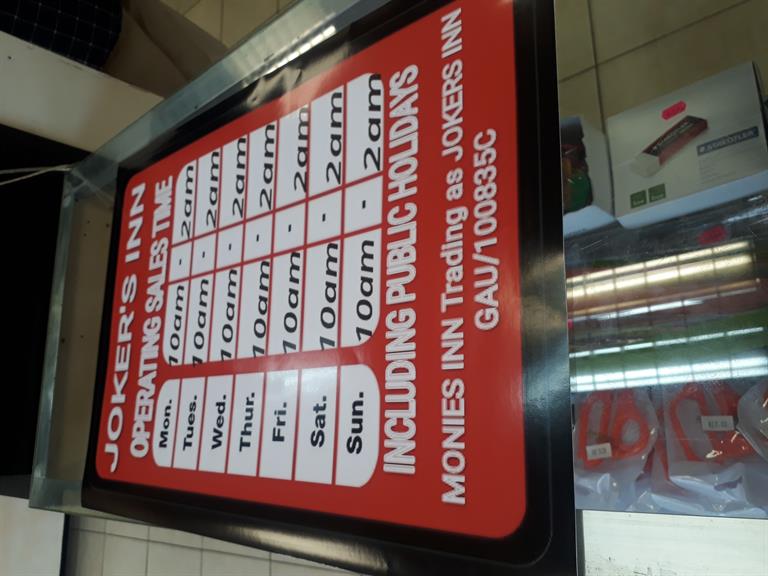 JOKER'S INN
OPERATING SALES TIME
Mon. 10am - 2am
Tues. 10am - 2am
Wed. 10am - 2am
Thur. 10am - 2am
Fri. 10am - 2am
Sat. 10am - 2am
Sun. 10am - 2am
INCLUDING PUBLIC HOLIDAYS
MONIES INN Trading as JOKERS INN
GAU/100835C
STAEDTLER